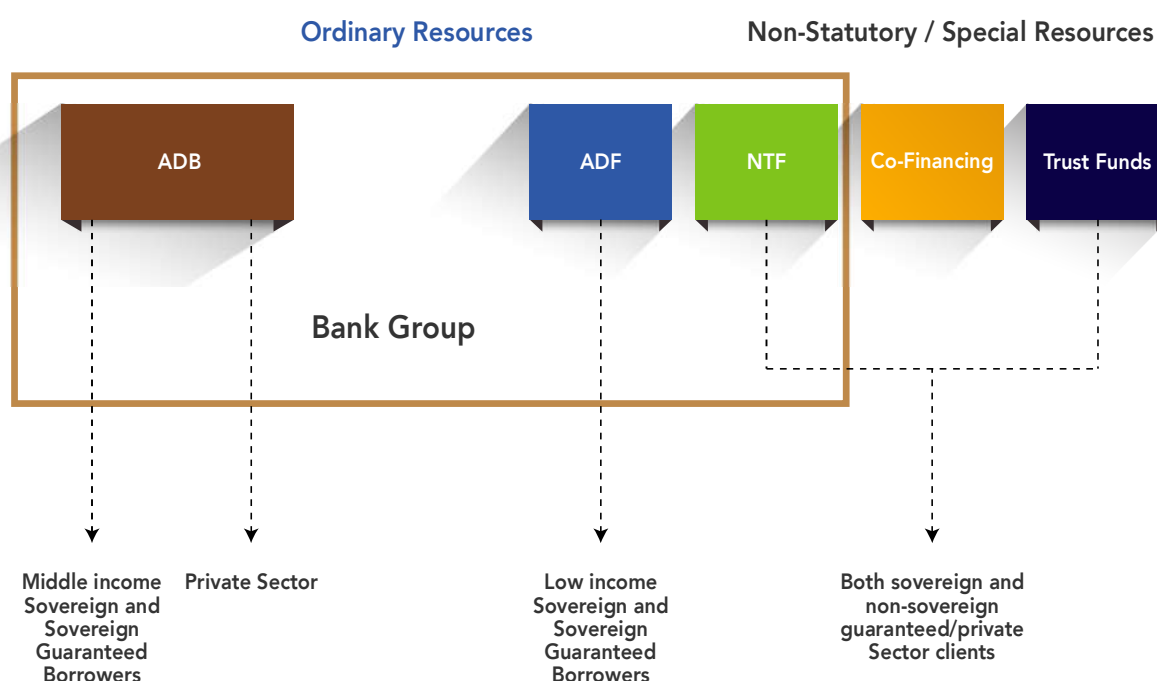 Ordinary Resources
Non-Statutory / Special Resources
ADB
ADF
NTF
Co-Financing
Trust Funds
Bank Group
Middle income
Sovereign and
Sovereign
Guaranteed
Borrowers
Private Sector
Low income
Sovereign and
Sovereign
Guaranteed
Borrowers
Both sovereign and
non-sovereign
guaranteed/private
Sector clients